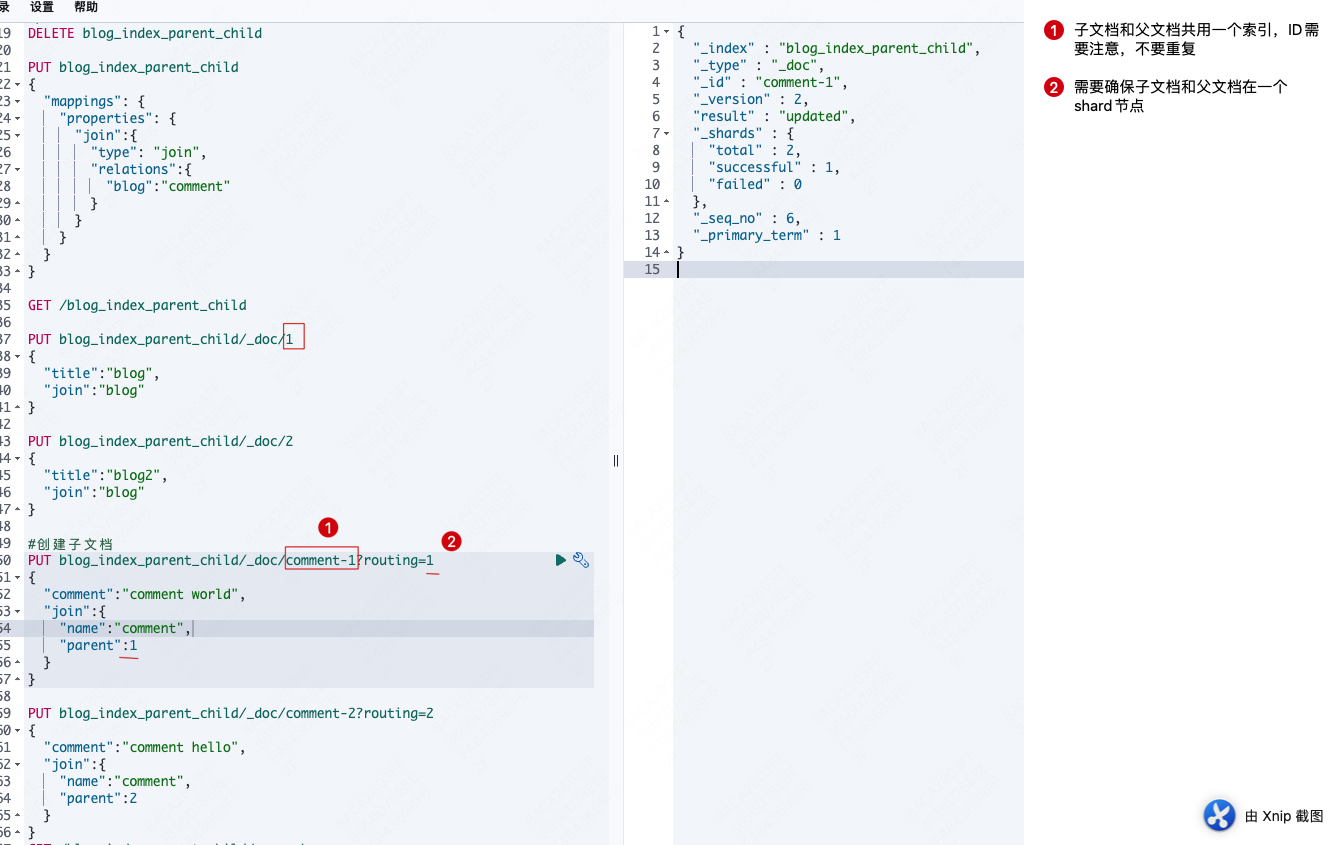 录 设置 帮助
19 DELETE blog_index_parent_child
20
21 PUT blog_index_parent_child
22 {
23 "mappings": {
24 "properties": {
25 "join":{
26 "type": "join",
27 "relations":{
28 "blog":"comment"
29 }
30 }
31 }
32 }
33 }
34
35 GET /blog_index_parent_child
36
37 PUT blog_index_parent_child/_doc/1
38 {
39 "title":"blog",
40 "join":"blog"
41 }
42
43 PUT blog_index_parent_child/_doc/2
44 {
45 "title":"blog2",
46 "join":"blog"
47 }
48
1
2
49 #创建子文档
50 PUT blog_index_parent_child/_doc/comment-1?routing=1
51 {
52 "comment":"comment world",
53 "join":{
54 "name":"comment",
55 "parent":1
56 }
57 }
58
59 PUT blog_index_parent_child/_doc/comment-2?routing=2
60 {
61 "comment":"comment hello",
62 "join":{
63 "name":"comment",
64 "parent":2
65 }
66 }
1 {
2 "_index" : "blog_index_parent_child",
3 "_type" : "_doc",
4 "_id" : "comment-1",
5 "_version" : 2,
6 "result" : "updated",
7 "_shards" : {
8 "total" : 2,
9 "successful" : 1,
10 "failed" : 0
11 },
12 "_seq_no" : 6,
13 "_primary_term" : 1
14 }
15
1 子文档和父文档共用一个索引，ID需
要注意，不要重复
2 需要确保子文档和父文档在一个
shard节点
由 Xnip 截图